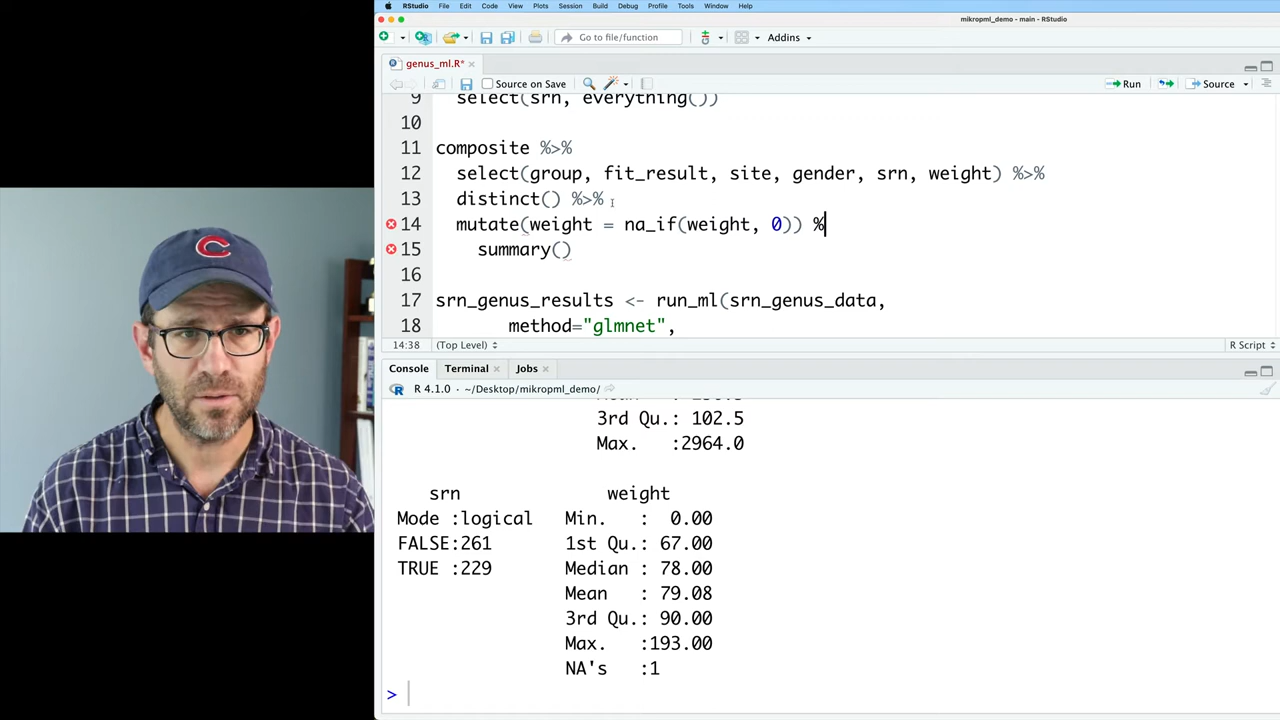 RStudio File Edit Code View Plots Session Build Debug Profile Tools Window Help
mikropml_demo - main - RStudio
Go to file/function Addins
genus_ml.R*
Source on Save Run Source
9 select(srn, everything())
10
11 composite %>%
12 select(group, fit_result, site, gender, srn, weight) %>%
13 distinct() %>%
14 mutate(weight = na_if(weight, 0)) %
15 summary()
16
17 srn_genus_results <- run_ml(srn_genus_data,
18 method="glmnet",
14:38 (Top Level) R Script
Console Terminal Jobs
R 4.1.0 · ~/Desktop/mikropml_demo/
3rd Qu.: 102.5
Max. :2964.0
srn weight
Mode :logical Min. : 0.00
FALSE:261 1st Qu.: 67.00
TRUE :229 Median : 78.00
Mean : 79.08
3rd Qu.: 90.00
Max. :193.00
NA's :1
>